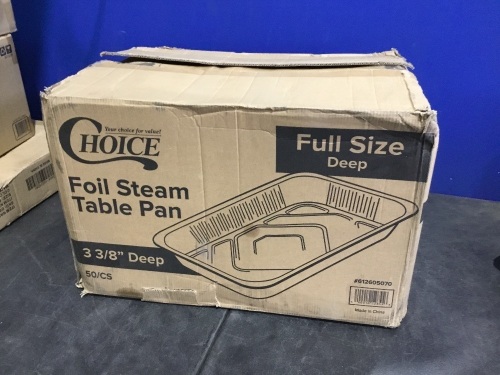 Your choice for value!
CHOICE
Full Size
Deep
Foil Steam
Table Pan
3 3/8" Deep
50/CS
#612605070
Made in China